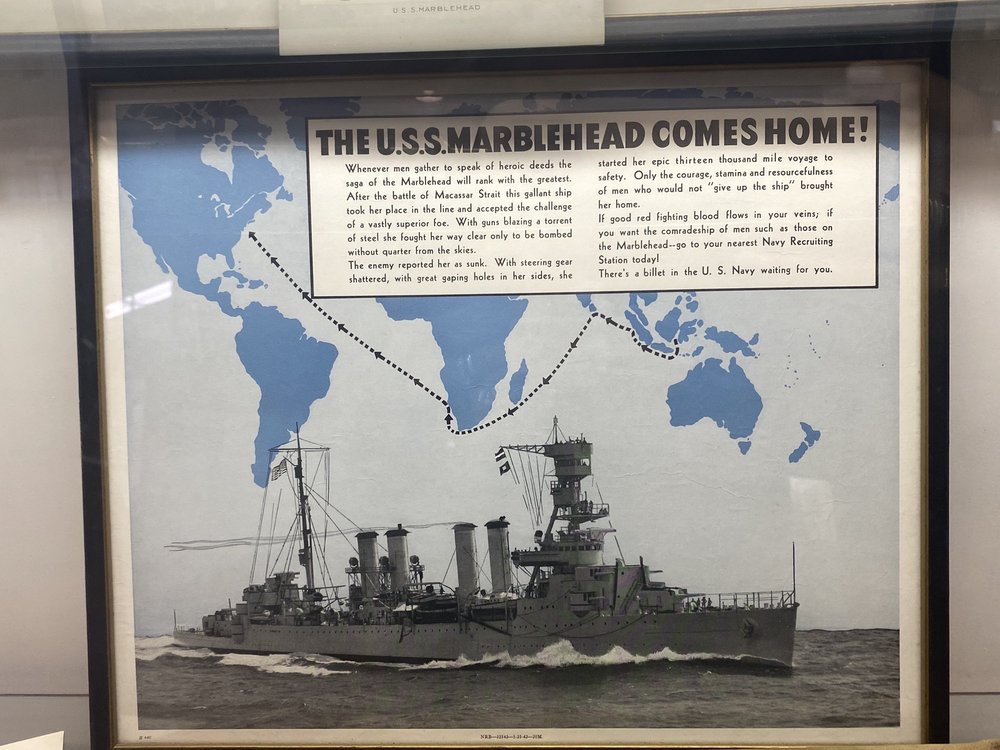 U.S.S. MARBLEHEAD
THE U.S.S. MARBLEHEAD COMES HOME!
Whenever men gather to speak of heroic deeds the
saga of the Marblehead will rank with the greatest.
After the battle of Macassar Strait this gallant ship
took her place in the line and accepted the challenge
of a vastly superior foe. With guns blazing a torrent
of steel she fought her way clear only to be bombed
without quarter from the skies.
The enemy reported her as sunk. With steering gear
shattered, with great gaping holes in her sides, she
started her epic thirteen thousand mile voyage to
safety. Only the courage, stamina and resourcefulness
of men who would not "give up the ship" brought
her home.
If good red fighting blood flows in your veins; if
you want the comradeship of men such as those on
the Marblehead--go to your nearest Navy Recruiting
Station today!
There's a billet in the U. S. Navy waiting for you.